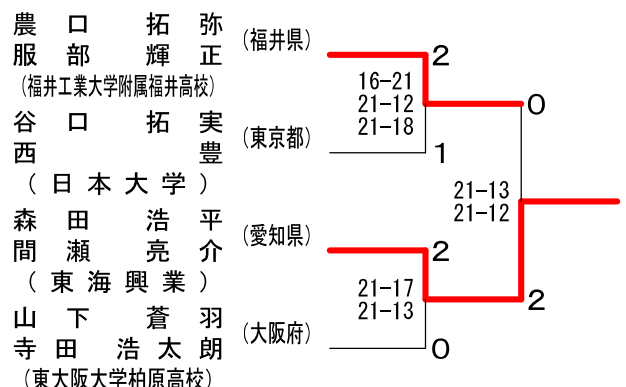 農口 拓弥
服部 輝正
(福井工業大学附属福井高校)
(福井県)
2
16-21
21-12
21-18
0
谷口 拓実
西 豊
(日本大学)
(東京都)
1
21-13
21-12
森田 浩平
間瀬 亮介
(東海興業)
(愛知県)
2
21-17
21-13
2
山下 蒼羽
寺田 浩太朗
(東大阪大学柏原高校)
(大阪府)
0